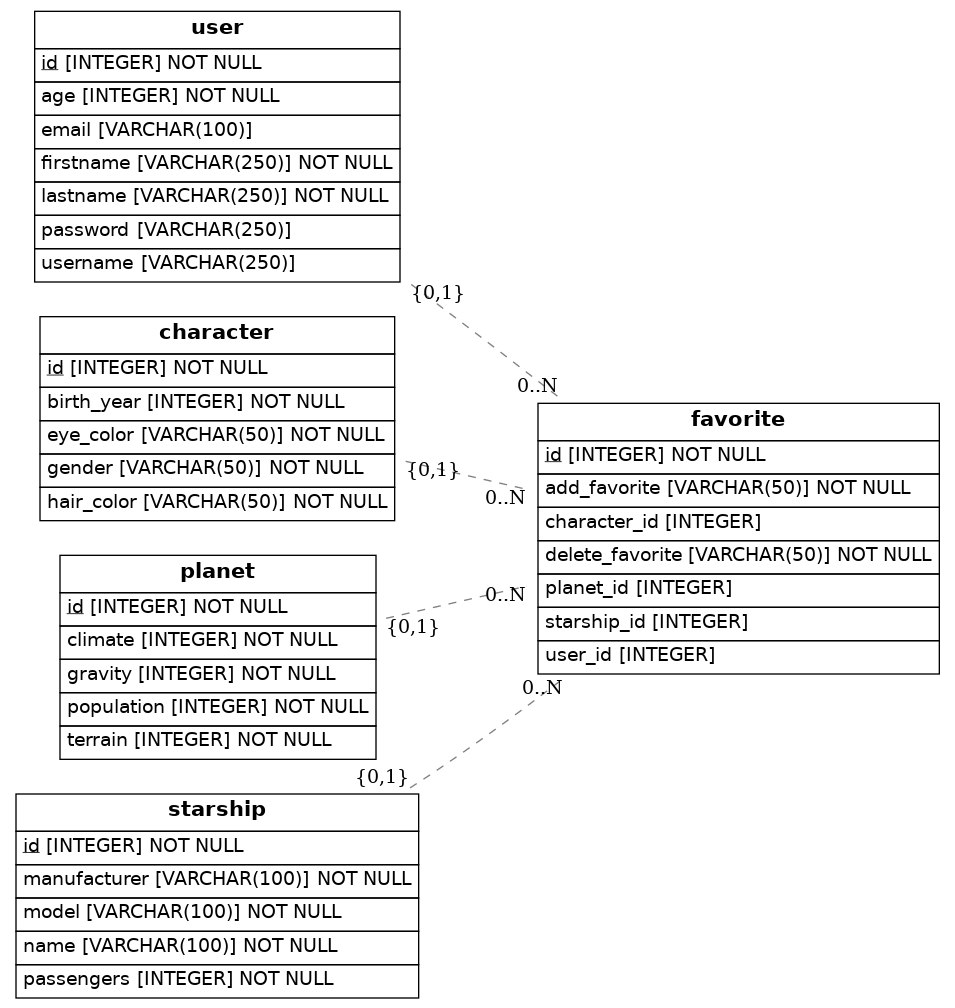 user
id [INTEGER] NOT NULL
age [INTEGER] NOT NULL
email [VARCHAR(100)]
firstname [VARCHAR(250)] NOT NULL
lastname [VARCHAR(250)] NOT NULL
password [VARCHAR(250)]
username [VARCHAR(250)]
{0,1}
0..N
character
id [INTEGER] NOT NULL
birth_year [INTEGER] NOT NULL
eye_color [VARCHAR(50)] NOT NULL
gender [VARCHAR(50)] NOT NULL
hair_color [VARCHAR(50)] NOT NULL
{0,1}
0..N
favorite
id [INTEGER] NOT NULL
add_favorite [VARCHAR(50)] NOT NULL
character_id [INTEGER]
delete_favorite [VARCHAR(50)] NOT NULL
planet_id [INTEGER]
starship_id [INTEGER]
user_id [INTEGER]
planet
id [INTEGER] NOT NULL
climate [INTEGER] NOT NULL
gravity [INTEGER] NOT NULL
population [INTEGER] NOT NULL
terrain [INTEGER] NOT NULL
0..N
{0,1}
0..N
{0,1}
starship
id [INTEGER] NOT NULL
manufacturer [VARCHAR(100)] NOT NULL
model [VARCHAR(100)] NOT NULL
name [VARCHAR(100)] NOT NULL
passengers [INTEGER] NOT NULL